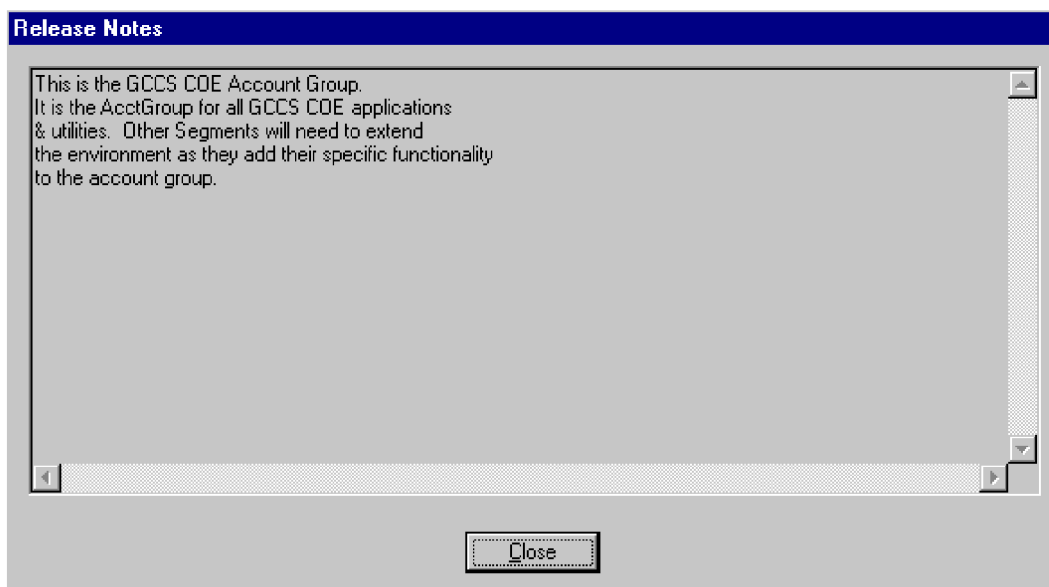 Release Notes
This is the GCCS COE Account Group.
It is the AcctGroup for all GCCS COE applications
& utilities.  Other Segments will need to extend
the environment as they add their specific functionality
to the account group.
Close